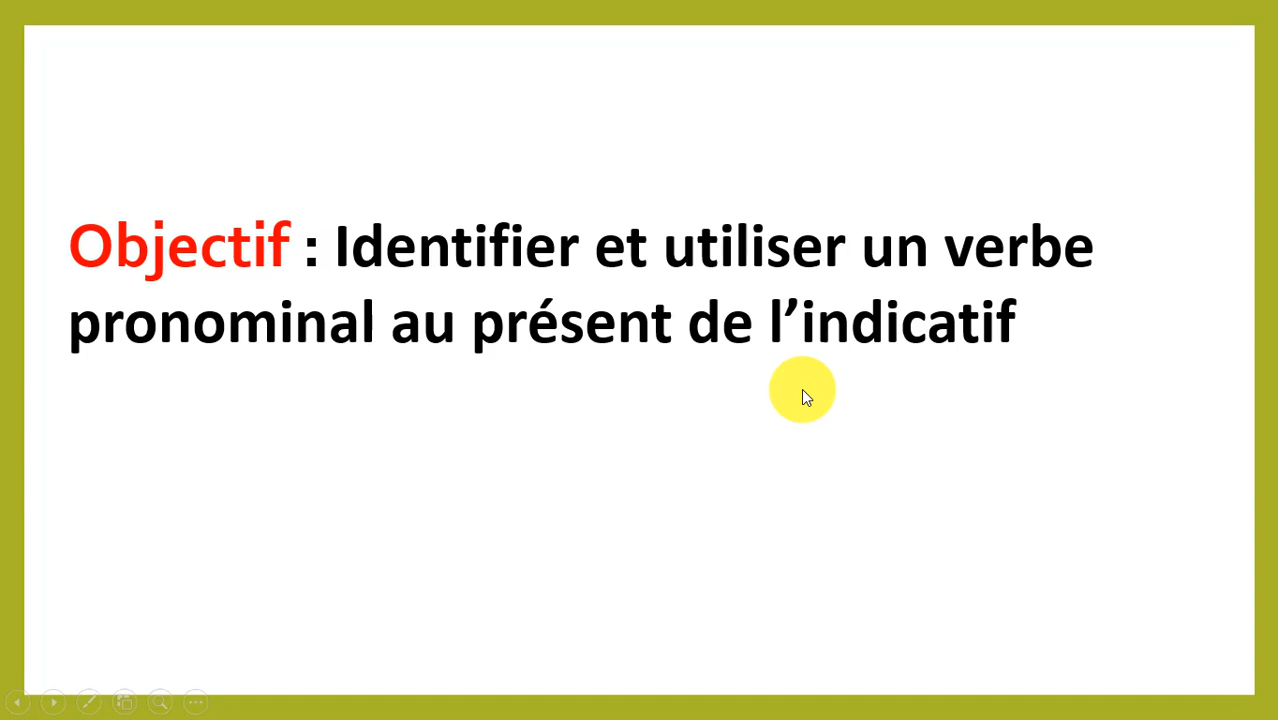 Objectif : Identifier et utiliser un verbe
pronominal au présent de l’indicatif